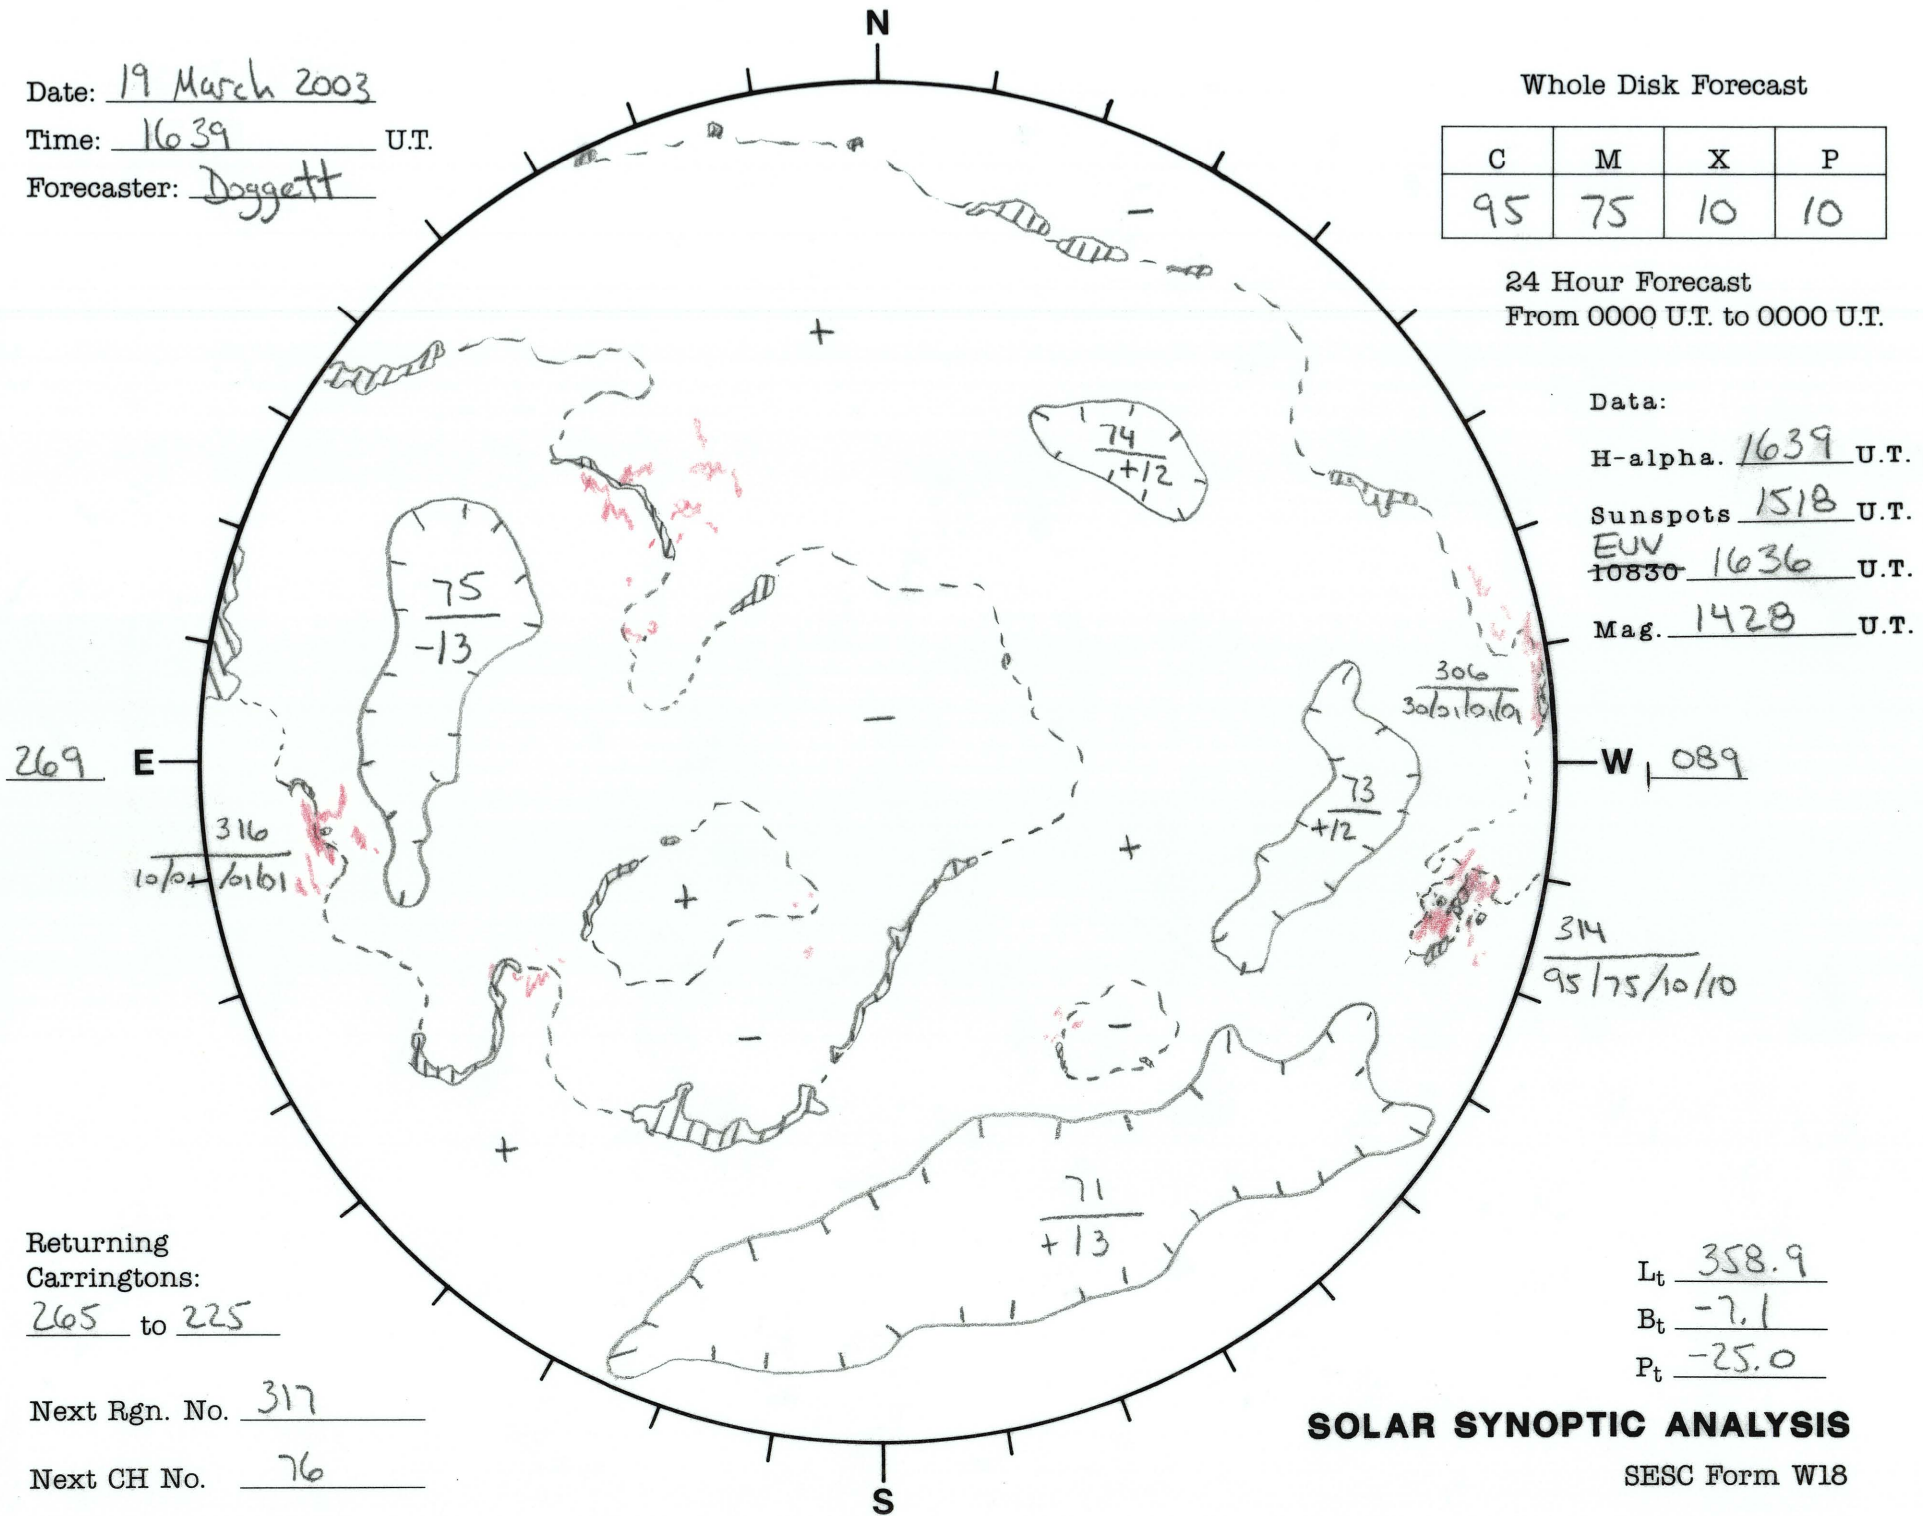 N
Date: 19 March 2003
Time: 1639 U.T.
Forecaster: Doggett
Whole Disk Forecast
C M X P
95 75 10 10
24 Hour Forecast
From 0000 U.T. to 0000 U.T.
Data:
H-alpha. 1639 U.T.
Sunspots 1518 U.T.
EUV
10830 1636 U.T.
Mag. 1428 U.T.
-
+
74
+12
75
-13
306
30/01/01/01
-
269 E
W 089
73
+12
316
10/01/01/01
+
+
314
95/75/10/10
-
-
+
71
+13
Returning
Carringtons:
265 to 225
Next Rgn. No. 317
Next CH No. 76
Lt 358.9
Bt -7.1
Pt -25.0
SOLAR SYNOPTIC ANALYSIS
SESC Form W18
S